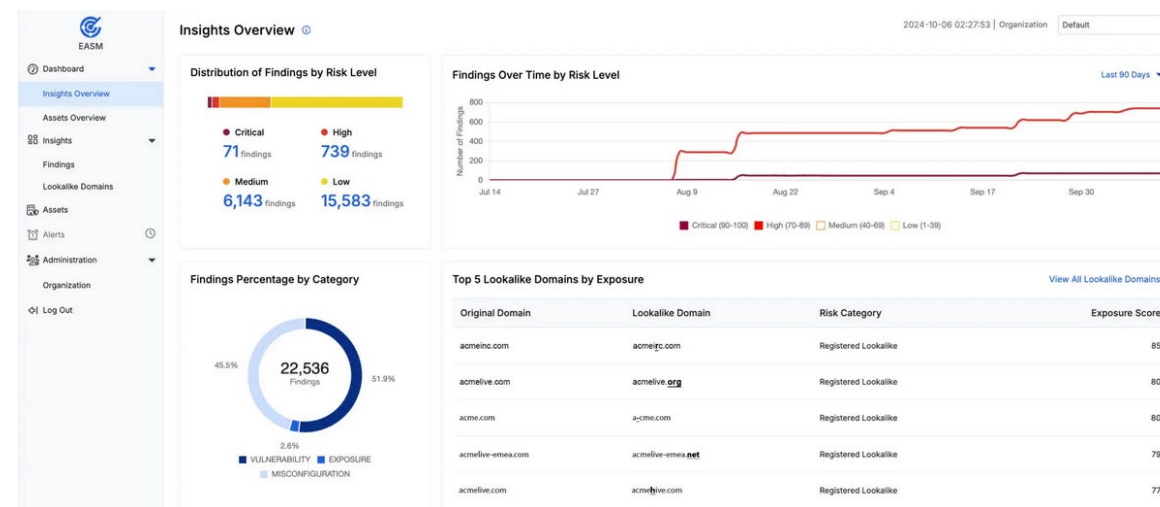 EASM
Dashboard
Insights Overview
Assets Overview
Insights
Findings
Lookalike Domains
Assets
Alerts
Administration
Organization
Log Out
Insights Overview
2024-10-06 02:27:53 | Organization Default
Distribution of Findings by Risk Level
Critical High
71 findings 739 findings
Medium Low
6,143 findings 15,583 findings
Findings Over Time by Risk Level
Last 90 Days
Number of Findings
800
600
400
200
0
Jul 14 Jul 27 Aug 9 Aug 22 Sep 4 Sep 17 Sep 30
Critical (90-100) High (70-89) Medium (40-69) Low (1-39)
Findings Percentage by Category
45.5%
22,536
Findings
51.9%
2.6%
VULNERABILITY EXPOSURE
MISCONFIGURATION
Top 5 Lookalike Domains by Exposure
View All Lookalike Domains
Original Domain Lookalike Domain Risk Category Exposure Score
acmeinc.com acmeirc.com Registered Lookalike 85
acmelive.com acmelive.org Registered Lookalike 80
acme.com a-cme.com Registered Lookalike 80
acmelive-emea.com acmelive-emea.net Registered Lookalike 79
acmelive.com acmehive.com Registered Lookalike 77